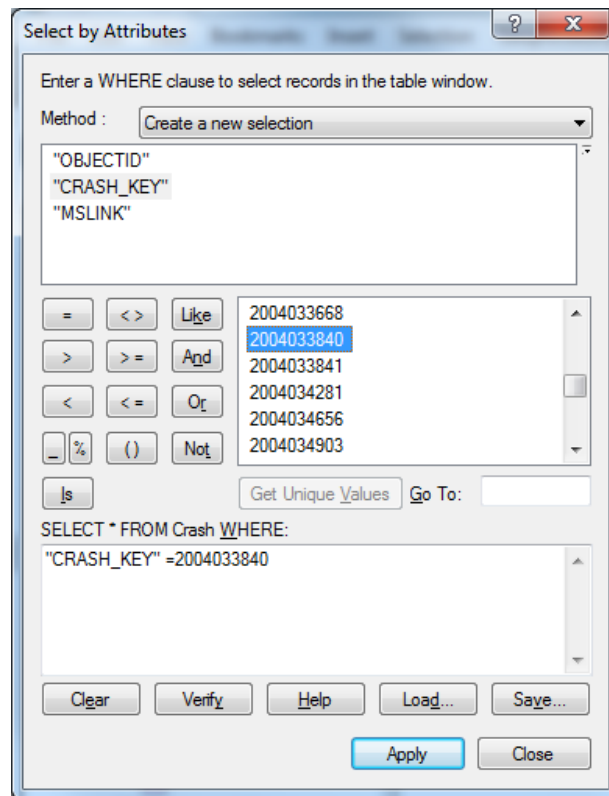 Select by Attributes
Enter a WHERE clause to select records in the table window.
Method : Create a new selection
"OBJECTID"
"CRASH_KEY"
"MSLINK"
= < > Like
> > = And
< < = Or
_ % ( ) Not
Is
2004033668
2004033840
2004033841
2004034281
2004034656
2004034903
Get Unique Values Go To:
SELECT * FROM Crash WHERE:
"CRASH_KEY" =2004033840
Clear Verify Help Load... Save...
Apply Close